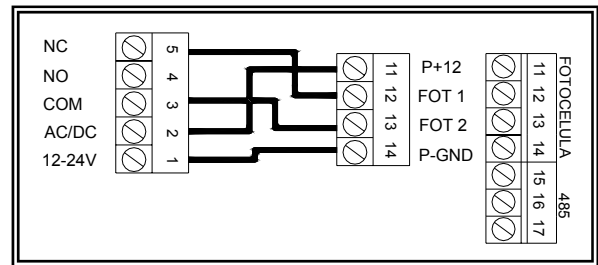 NC
NO
COM
AC/DC
12-24V
5
4
3
2
1
11
12
13
14
P+12
FOT 1
FOT 2
P-GND
11
12
13
14
15
16
17
FOTOCELULA
485